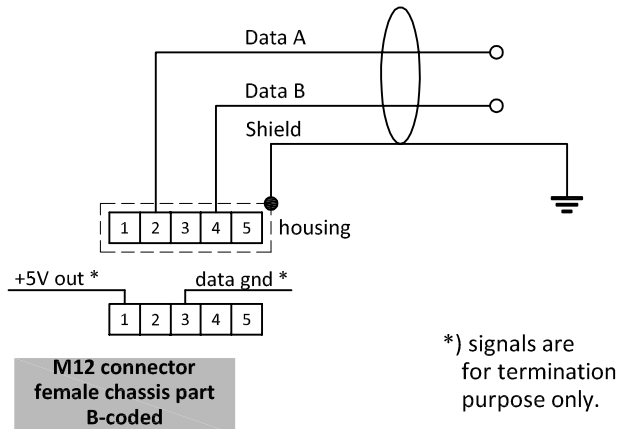 Data A
Data B
Shield
1 2 3 4 5
housing
+5V out * data gnd *
1 2 3 4 5
M12 connector
female chassis part
B-coded
*) signals are
for termination
purpose only.